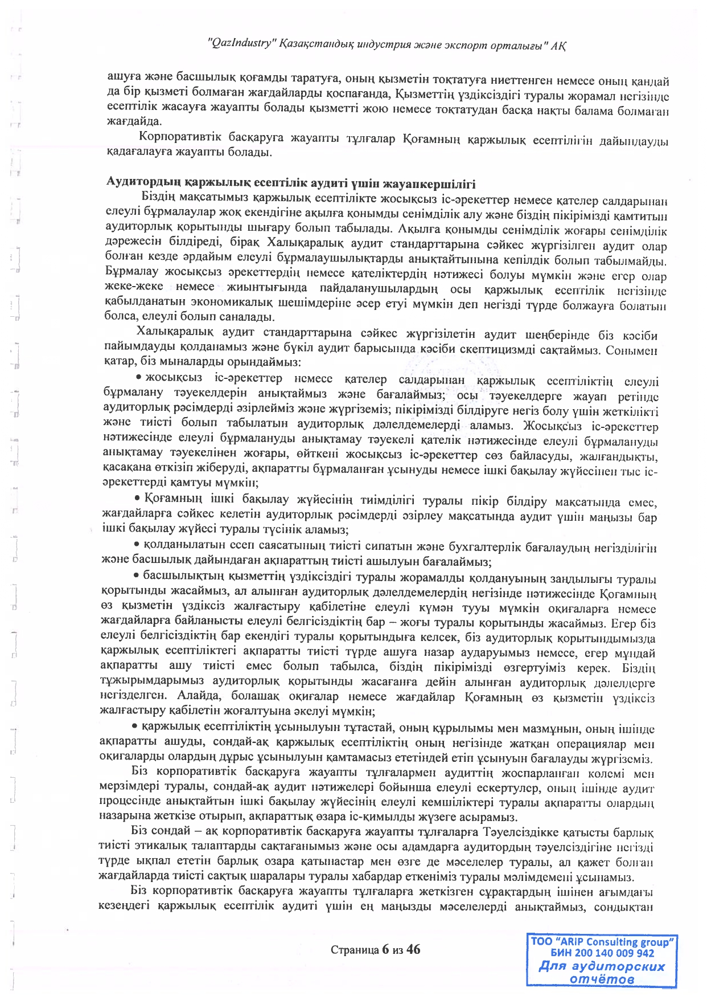 "QazIndustry" Қазақстандық индустрия және экспорт орталығы" АҚ
ашуға және басшылық қоғамды таратуға, оның қызметін тоқтатуға ниеттенген немесе оның қандай
да бір қызметі болмаған жағдайларды қоспағанда, Қызметтің үздіксіздігі туралы жорамал негізінде
есептілік жасауға жауапты болады қызметті жою немесе тоқтатудан басқа нақты балама болмаған
жағдайда.
Корпоративтік басқаруға жауапты тұлғалар Қоғамның қаржылық есептілігін дайындауды
қадағалауға жауапты болады.
Аудитордың қаржылық есептілік аудиті үшін жауапкершілігі
Біздің мақсатымыз қаржылық есептілікте жосықсыз іс-әрекеттер немесе қателер салдарынан
елеулі бұрмалаулар жоқ екендігіне ақылға қонымды сенімділік алу және біздің пікірімізді қамтитын
аудиторлық қорытынды шығару болып табылады. Ақылға қонымды сенімділік жоғары сенімділік
дәрежесін білдіреді, бірақ Халықаралық аудит стандарттарына сәйкес жүргізілген аудит олар
болған кезде әрдайым елеулі бұрмалаушылықтарды анықтайтынына кепілдік болып табылмайды.
Бұрмалау жосықсыз әрекеттердің немесе қателіктердің нәтижесі болуы мүмкін және егер олар
жеке-жеке немесе жиынтығында пайдаланушылардың осы қаржылық есептілік негізінде
қабылданатын экономикалық шешімдеріне әсер етуі мүмкін деп негізді түрде болжауға болатын
болса, елеулі болып саналады.
Халықаралық аудит стандарттарына сәйкес жүргізілетін аудит шеңберінде біз кәсіби
пайымдауды қолданамыз және бүкіл аудит барысында кәсіби скептицизмді сақтаймыз. Сонымен
қатар, біз мыналарды орындаймыз:
• жосықсыз іс-әрекеттер немесе қателер салдарынан қаржылық есептіліктің елеулі
бұрмалану тәуекелдерін анықтаймыз және бағалаймыз; осы тәуекелдерге жауап ретінде
аудиторлық рәсімдерді әзірлейміз және жүргіземіз; пікірімізді білдіруге негіз болу үшін жеткілікті
және тиісті болып табылатын аудиторлық дәлелдемелерді аламыз. Жосықсыз іс-әрекеттер
нәтижесінде елеулі бұрмалануды анықтамау тәуекелі қателік нәтижесінде елеулі бұрмалануды
анықтамау тәуекелінен жоғары, өйткені жосықсыз іс-әрекеттер сөз байласуды, жалғандықты,
қасақана өткізіп жіберуді, ақпаратты бұрмаланған ұсынуды немесе ішкі бақылау жүйесінен тыс іс-
әрекеттерді қамтуы мүмкін;
• Қоғамның ішкі бақылау жүйесінің тиімділігі туралы пікір білдіру мақсатында емес,
жағдайларға сәйкес келетін аудиторлық рәсімдерді әзірлеу мақсатында аудит үшін маңызы бар
ішкі бақылау жүйесі туралы түсінік аламыз;
• қолданылатын есеп саясатының тиісті сипатын және бухгалтерлік бағалаудың негізділігін
және басшылық дайындаған ақпараттың тиісті ашылуын бағалаймыз;
• басшылықтың қызметтің үздіксіздігі туралы жорамалды қолдануының заңдылығы туралы
қорытынды жасаймыз, ал алынған аудиторлық дәлелдемелердің негізінде нәтижесінде Қоғамның
өз қызметін үздіксіз жалғастыру қабілетіне елеулі күмән тууы мүмкін оқиғаларға немесе
жағдайларға байланысты елеулі белгісіздіктің бар – жоғы туралы қорытынды жасаймыз. Егер біз
елеулі белгісіздіктің бар екендігі туралы қорытындыға келсек, біз аудиторлық қорытындымызда
қаржылық есептіліктегі ақпаратты тиісті түрде ашуға назар аударуымыз немесе, егер мұндай
ақпаратты ашу тиісті емес болып табылса, біздің пікірімізді өзгертуіміз керек. Біздің
тұжырымдарымыз аудиторлық қорытынды жасағанға дейін алынған аудиторлық дәлелдерге
негізделген. Алайда, болашақ оқиғалар немесе жағдайлар Қоғамның өз қызметін үздіксіз
жалғастыру қабілетін жоғалтуына әкелуі мүмкін;
• қаржылық есептіліктің ұсынылуын тұтастай, оның құрылымы мен мазмұнын, оның ішінде
ақпаратты ашуды, сондай-ақ қаржылық есептіліктің оның негізінде жатқан операциялар мен
оқиғаларды олардың дұрыс ұсынылуын қамтамасыз ететіндей етіп ұсынуын бағалауды жүргіземіз.
Біз корпоративтік басқаруға жауапты тұлғалармен аудиттің жоспарланған көлемі мен
мерзімдері туралы, сондай-ақ аудит нәтижелері бойынша елеулі ескертулер, оның ішінде аудит
процесінде анықтайтын ішкі бақылау жүйесінің елеулі кемшіліктері туралы ақпаратты олардың
назарына жеткізе отырып, ақпараттық өзара іс-қимылды жүзеге асырамыз.
Біз сондай – ақ корпоративтік басқаруға жауапты тұлғаларға Тәуелсіздікке қатысты барлық
тиісті этикалық талаптарды сақтағанымыз және осы адамдарға аудитордың тәуелсіздігіне негізді
түрде ықпал ететін барлық озара қатынастар мен өзге де мәселелер туралы, ал қажет болған
жағдайларда тиісті сақтық шаралары туралы хабардар еткеніміз туралы мәлімдемені ұсынамыз.
Біз корпоративтік басқаруға жауапты тұлғаларға жеткізген сұрақтардың ішінен ағымдағы
кезеңдегі қаржылық есептілік аудиті үшін ең маңызды мәселелерді анықтаймыз, сондықтан
Страница 6 из 46
ТОО "ARIP Consulting group"
БИН 200 140 009 942
Для аудиторских
отчётов